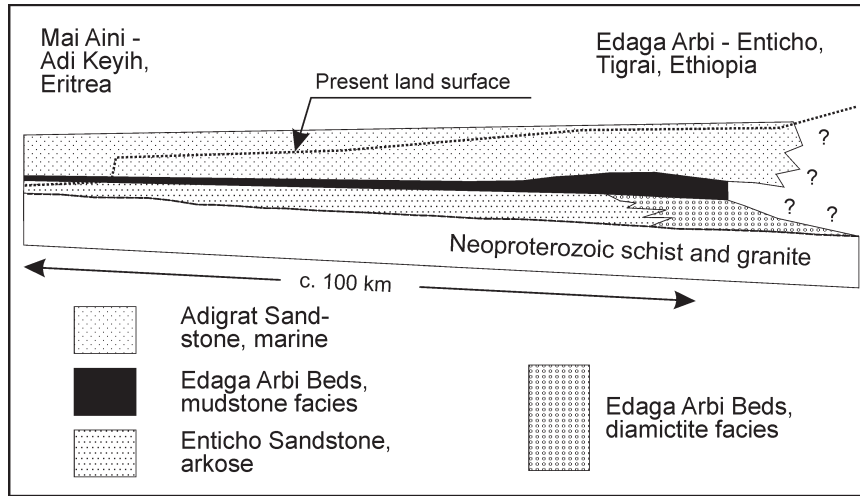 Mai Aini -
Adi Keyih,
Eritrea
Edaga Arbi - Enticho,
Tigrai, Ethiopia
Present land surface
?
?
?
?
Neoproterozoic schist and granite
c. 100 km
Adigrat Sand-
stone, marine
Edaga Arbi Beds,
mudstone facies
Enticho Sandstone,
arkose
Edaga Arbi Beds,
diamictite facies